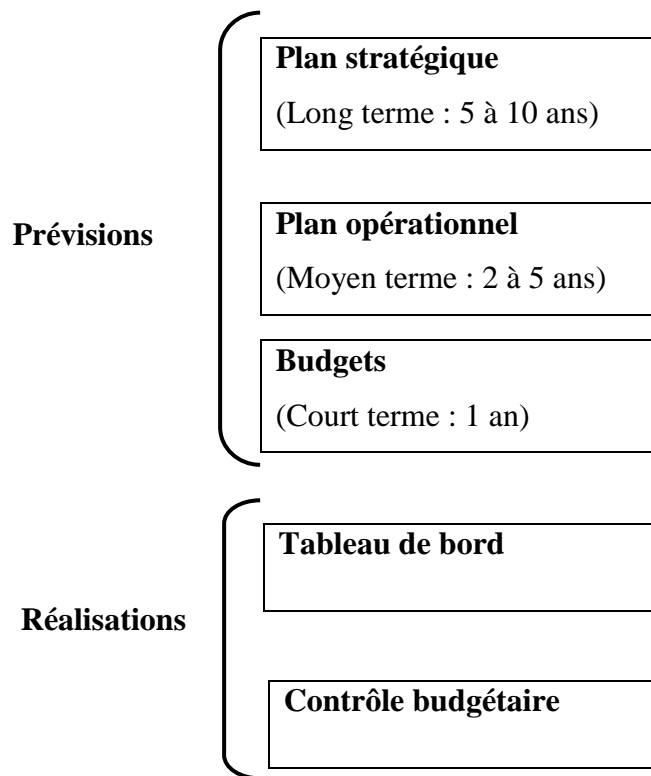 Plan stratégique
(Long terme : 5 à 10 ans)
Prévisions
Plan opérationnel
(Moyen terme : 2 à 5 ans)
Budgets
(Court terme : 1 an)
Tableau de bord
Réalisations
Contrôle budgétaire